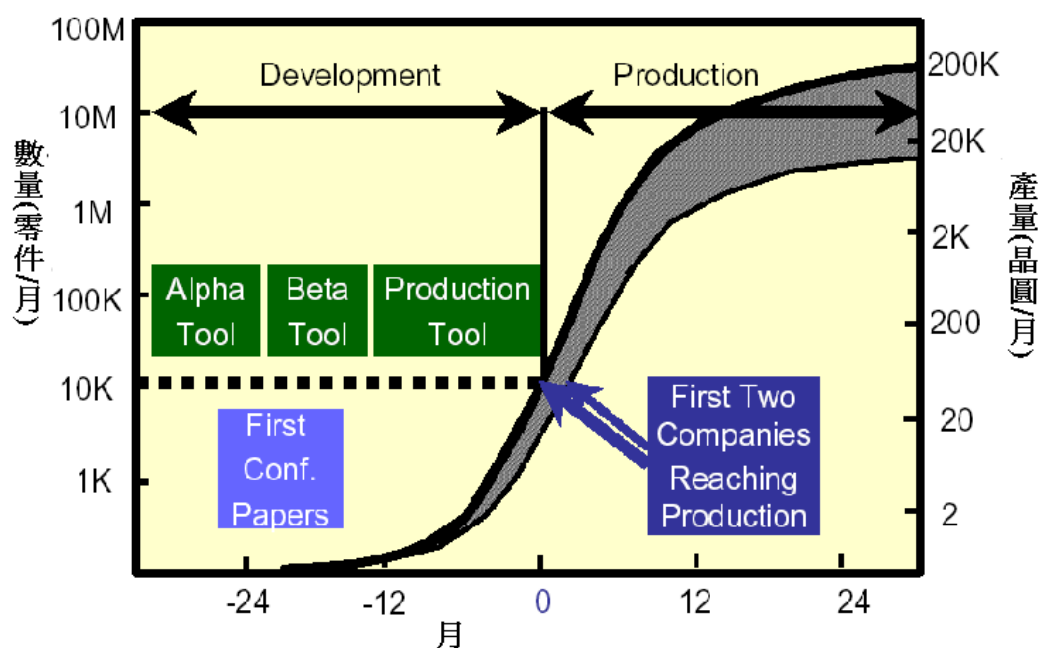 100M
10M
1M
100K
10K
1K
數量(零件/月)
Development
Production
Alpha
Tool
Beta
Tool
Production
Tool
First
Conf.
Papers
First Two
Companies
Reaching
Production
200K
20K
2K
200
20
2
產量(晶圓/月)
-24
-12
0
12
24
月